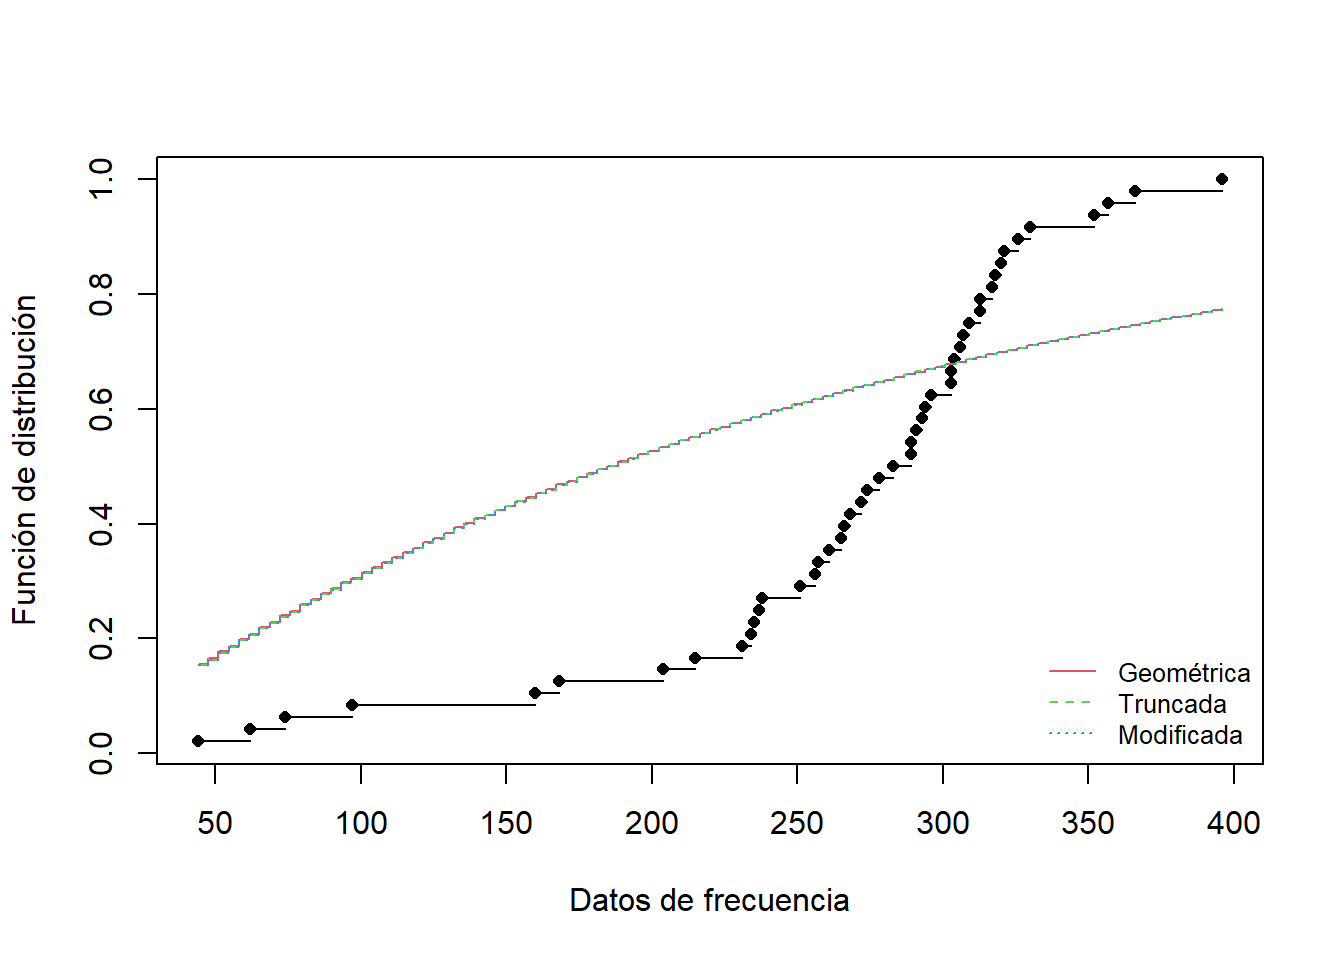 Función de distribución
1.0
0.8
0.6
0.4
0.2
0.0
Geométrica
Truncada
Modificada
50 100 150 200 250 300 350 400
Datos de frecuencia